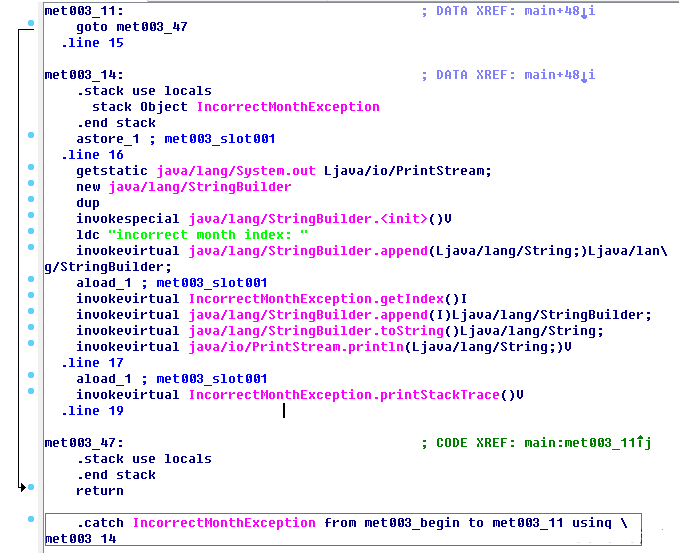 met003_11: ; DATA XREF: main+48↓i
goto met003_47
.line 15
met003_14: ; DATA XREF: main+48↓i
.stack use locals
stack Object IncorrectMonthException
.end stack
astore_1 ; met003_slot001
.line 16
getstatic java/lang/System.out Ljava/io/PrintStream;
new java/lang/StringBuilder
dup
invokespecial java/lang/StringBuilder.<init>()V
ldc "incorrect month index: "
invokevirtual java/lang/StringBuilder.append(Ljava/lang/String;)Ljava/lan\
g/StringBuilder;
aload_1 ; met003_slot001
invokevirtual IncorrectMonthException.getIndex()I
invokevirtual java/lang/StringBuilder.append(I)Ljava/lang/StringBuilder;
invokevirtual java/lang/StringBuilder.toString()Ljava/lang/String;
invokevirtual java/io/PrintStream.println(Ljava/lang/String;)V
.line 17
aload_1 ; met003_slot001
invokevirtual IncorrectMonthException.printStackTrace()V
.line 19
met003_47: ; CODE XREF: main:met003_11↑j
.stack use locals
.end stack
return
.catch IncorrectMonthException from met003_begin to met003_11 using \
met003_14